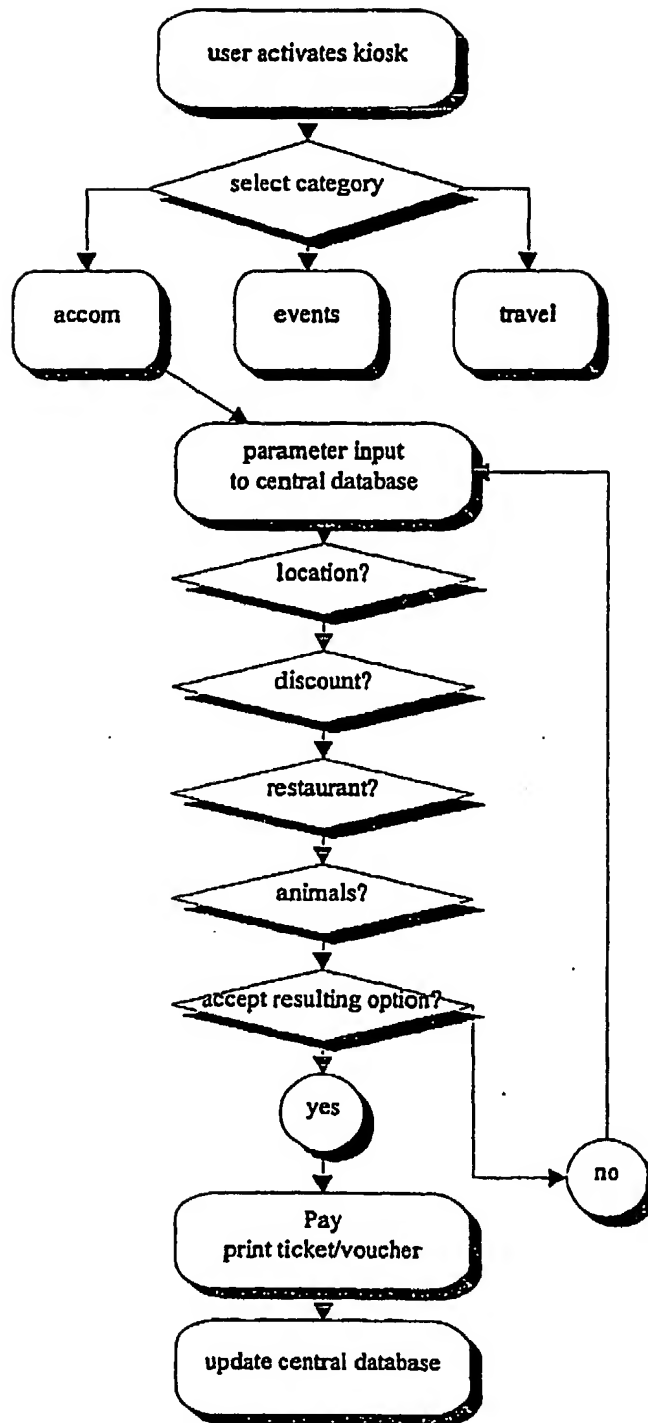 user activates kiosk
select category
accom
events
travel
parameter input
to central database
location?
discount?
restaurant?
animals?
accept resulting option?
yes
no
Pay
print ticket/voucher
update central database